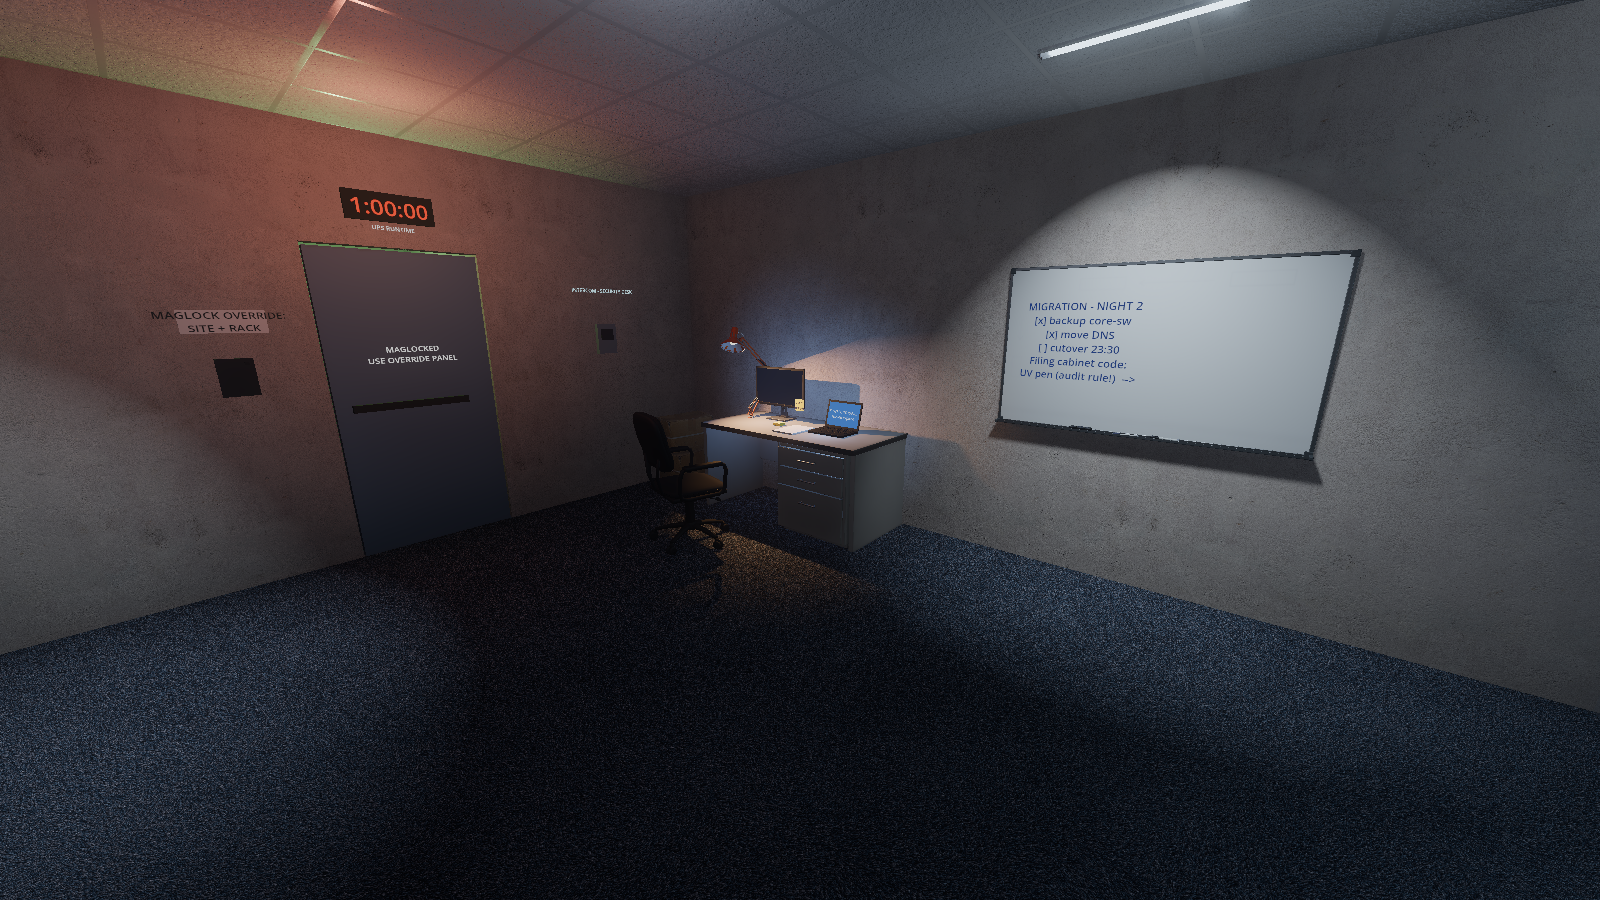 1:00:00
UPS RUNTIME
MAGLOCK OVERRIDE:
SITE + RACK
MAGLOCKED
USE OVERRIDE PANEL
INTERCOM - SECURITY DESK
MIGRATION - NIGHT 2
[x] backup core-sw
[x] move DNS
[ ] cutover 23:30
Filing cabinet code:
UV pen (audit rule!) -->